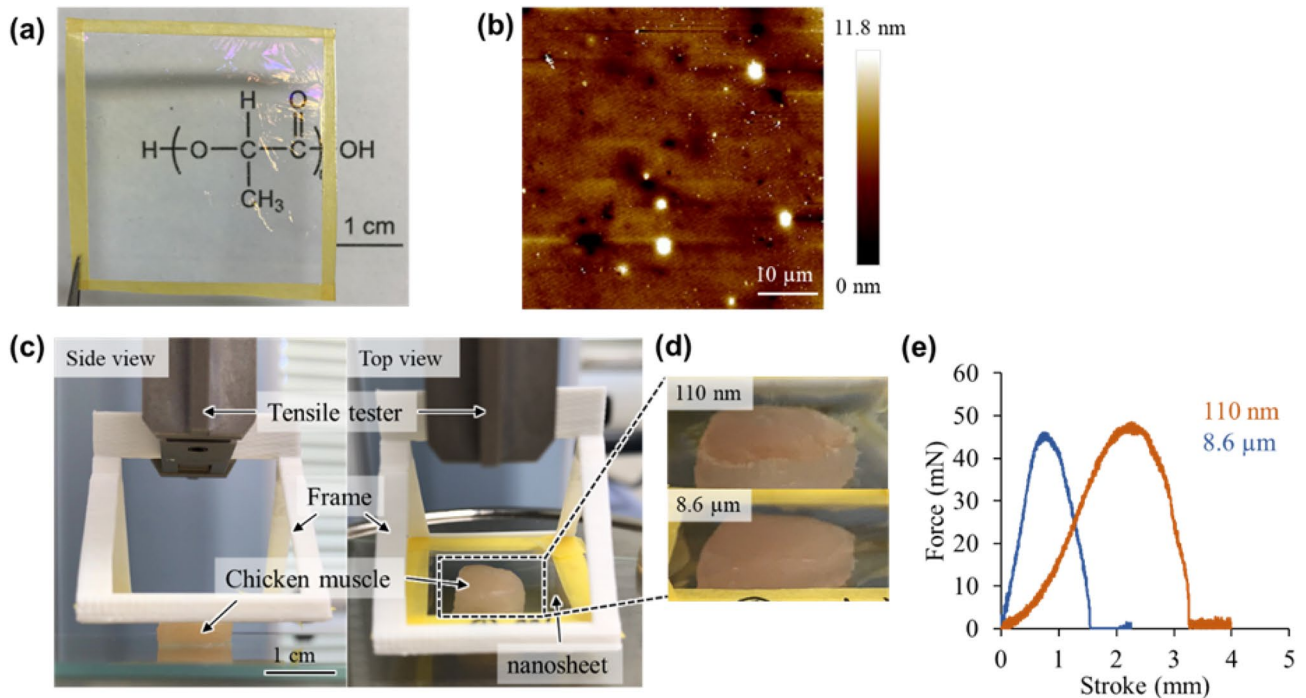 (a)
H O C C OH
H
O
CH₃
1 cm
(b)
11.8 nm
0 nm
10 µm
(c)
Side view
Top view
Tensile tester
Frame
Chicken muscle
nanosheet
1 cm
(d)
110 nm
8.6 µm
(e)
110 nm
8.6 µm
Force (mN)
60
50
40
30
20
10
0
0 1 2 3 4 5
Stroke (mm)